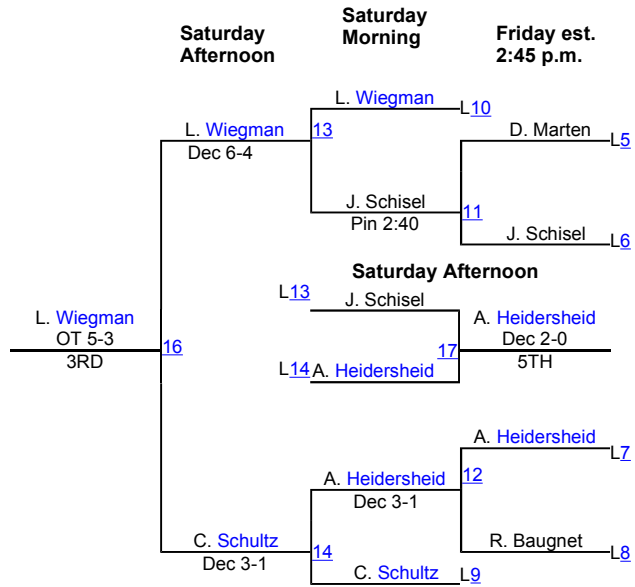 Saturday Afternoon
Saturday Morning
Friday est. 2:45 p.m.
L. Wiegman
L10
L. Wiegman
13
D. Marten
L5
Dec 6-4
J. Schisel
11
Pin 2:40
J. Schisel
L6
Saturday Afternoon
L13
J. Schisel
L. Wiegman
A. Heidersheid
OT 5-3
16
17
Dec 2-0
3RD
5TH
L14 A. Heidersheid
A. Heidersheid
L7
A. Heidersheid
12
Dec 3-1
C. Schultz
14
R. Baugnet
L8
Dec 3-1
C. Schultz
L9